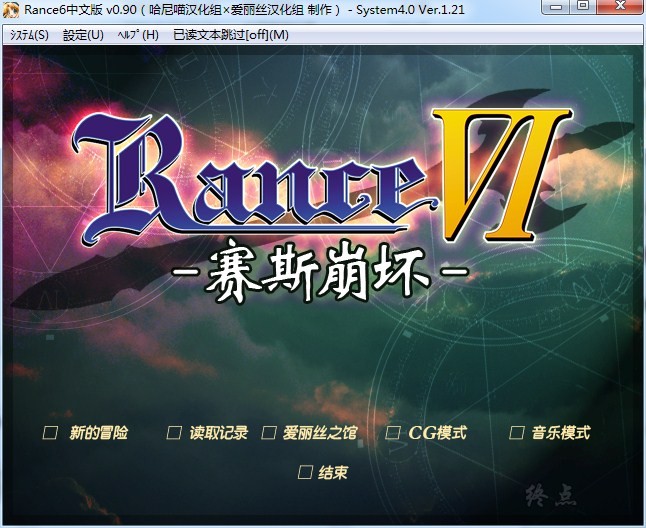 Rance6中文版 v0.90（哈尼喵汉化组×爱丽丝汉化组 制作） - System4.0 Ver.1.21
ｼｽﾃﾑ(S) 設定(U) ﾍﾙﾌﾟ(H) 已读文本跳过[off](M)
Rance VI
-赛斯崩坏-
新的冒险 读取记录 爱丽丝之馆 CG模式 音乐模式
结束
终点